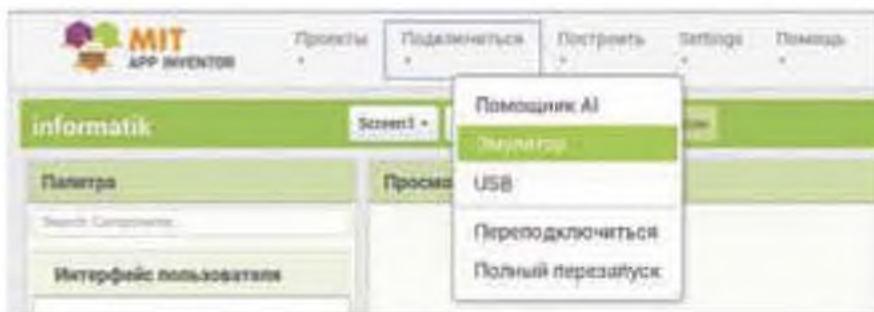 MIT
APP INVENTOR
Проекты Подключиться Построить Settings Помощь
informatik Screen1
Помощник AI
Эмулятор
USB
Переподключиться
Полный перезапуск
Палитра
Search Components...
Интерфейс пользователя
Просмо